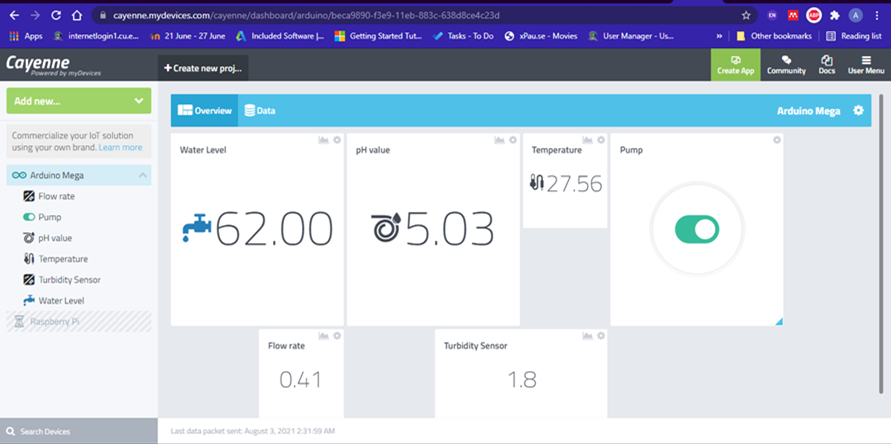 cayenne.mydevices.com/cayenne/dashboard/arduino/beca9890-f3e9-11eb-883c-638d8ce4c23d
Apps internetlogin1.cu.e... 21 June - 27 June Included Software |... Getting Started Tut... Tasks - To Do xPau.se - Movies User Manager - Us... » Other bookmarks Reading list
Cayenne
Powered by myDevices
+ Create new proj...
Create App
Community
Docs
User Menu
Add new...
Commercialize your IoT solution
using your own brand. Learn more
Arduino Mega
Flow rate
Pump
pH value
Temperature
Turbidity Sensor
Water Level
Raspberry Pi
Search Devices
Overview Data Arduino Mega
Water Level
62.00
pH value
5.03
Temperature
27.56
Pump
Flow rate
0.41
Turbidity Sensor
1.8
Last data packet sent: August 3, 2021 2:31:59 AM